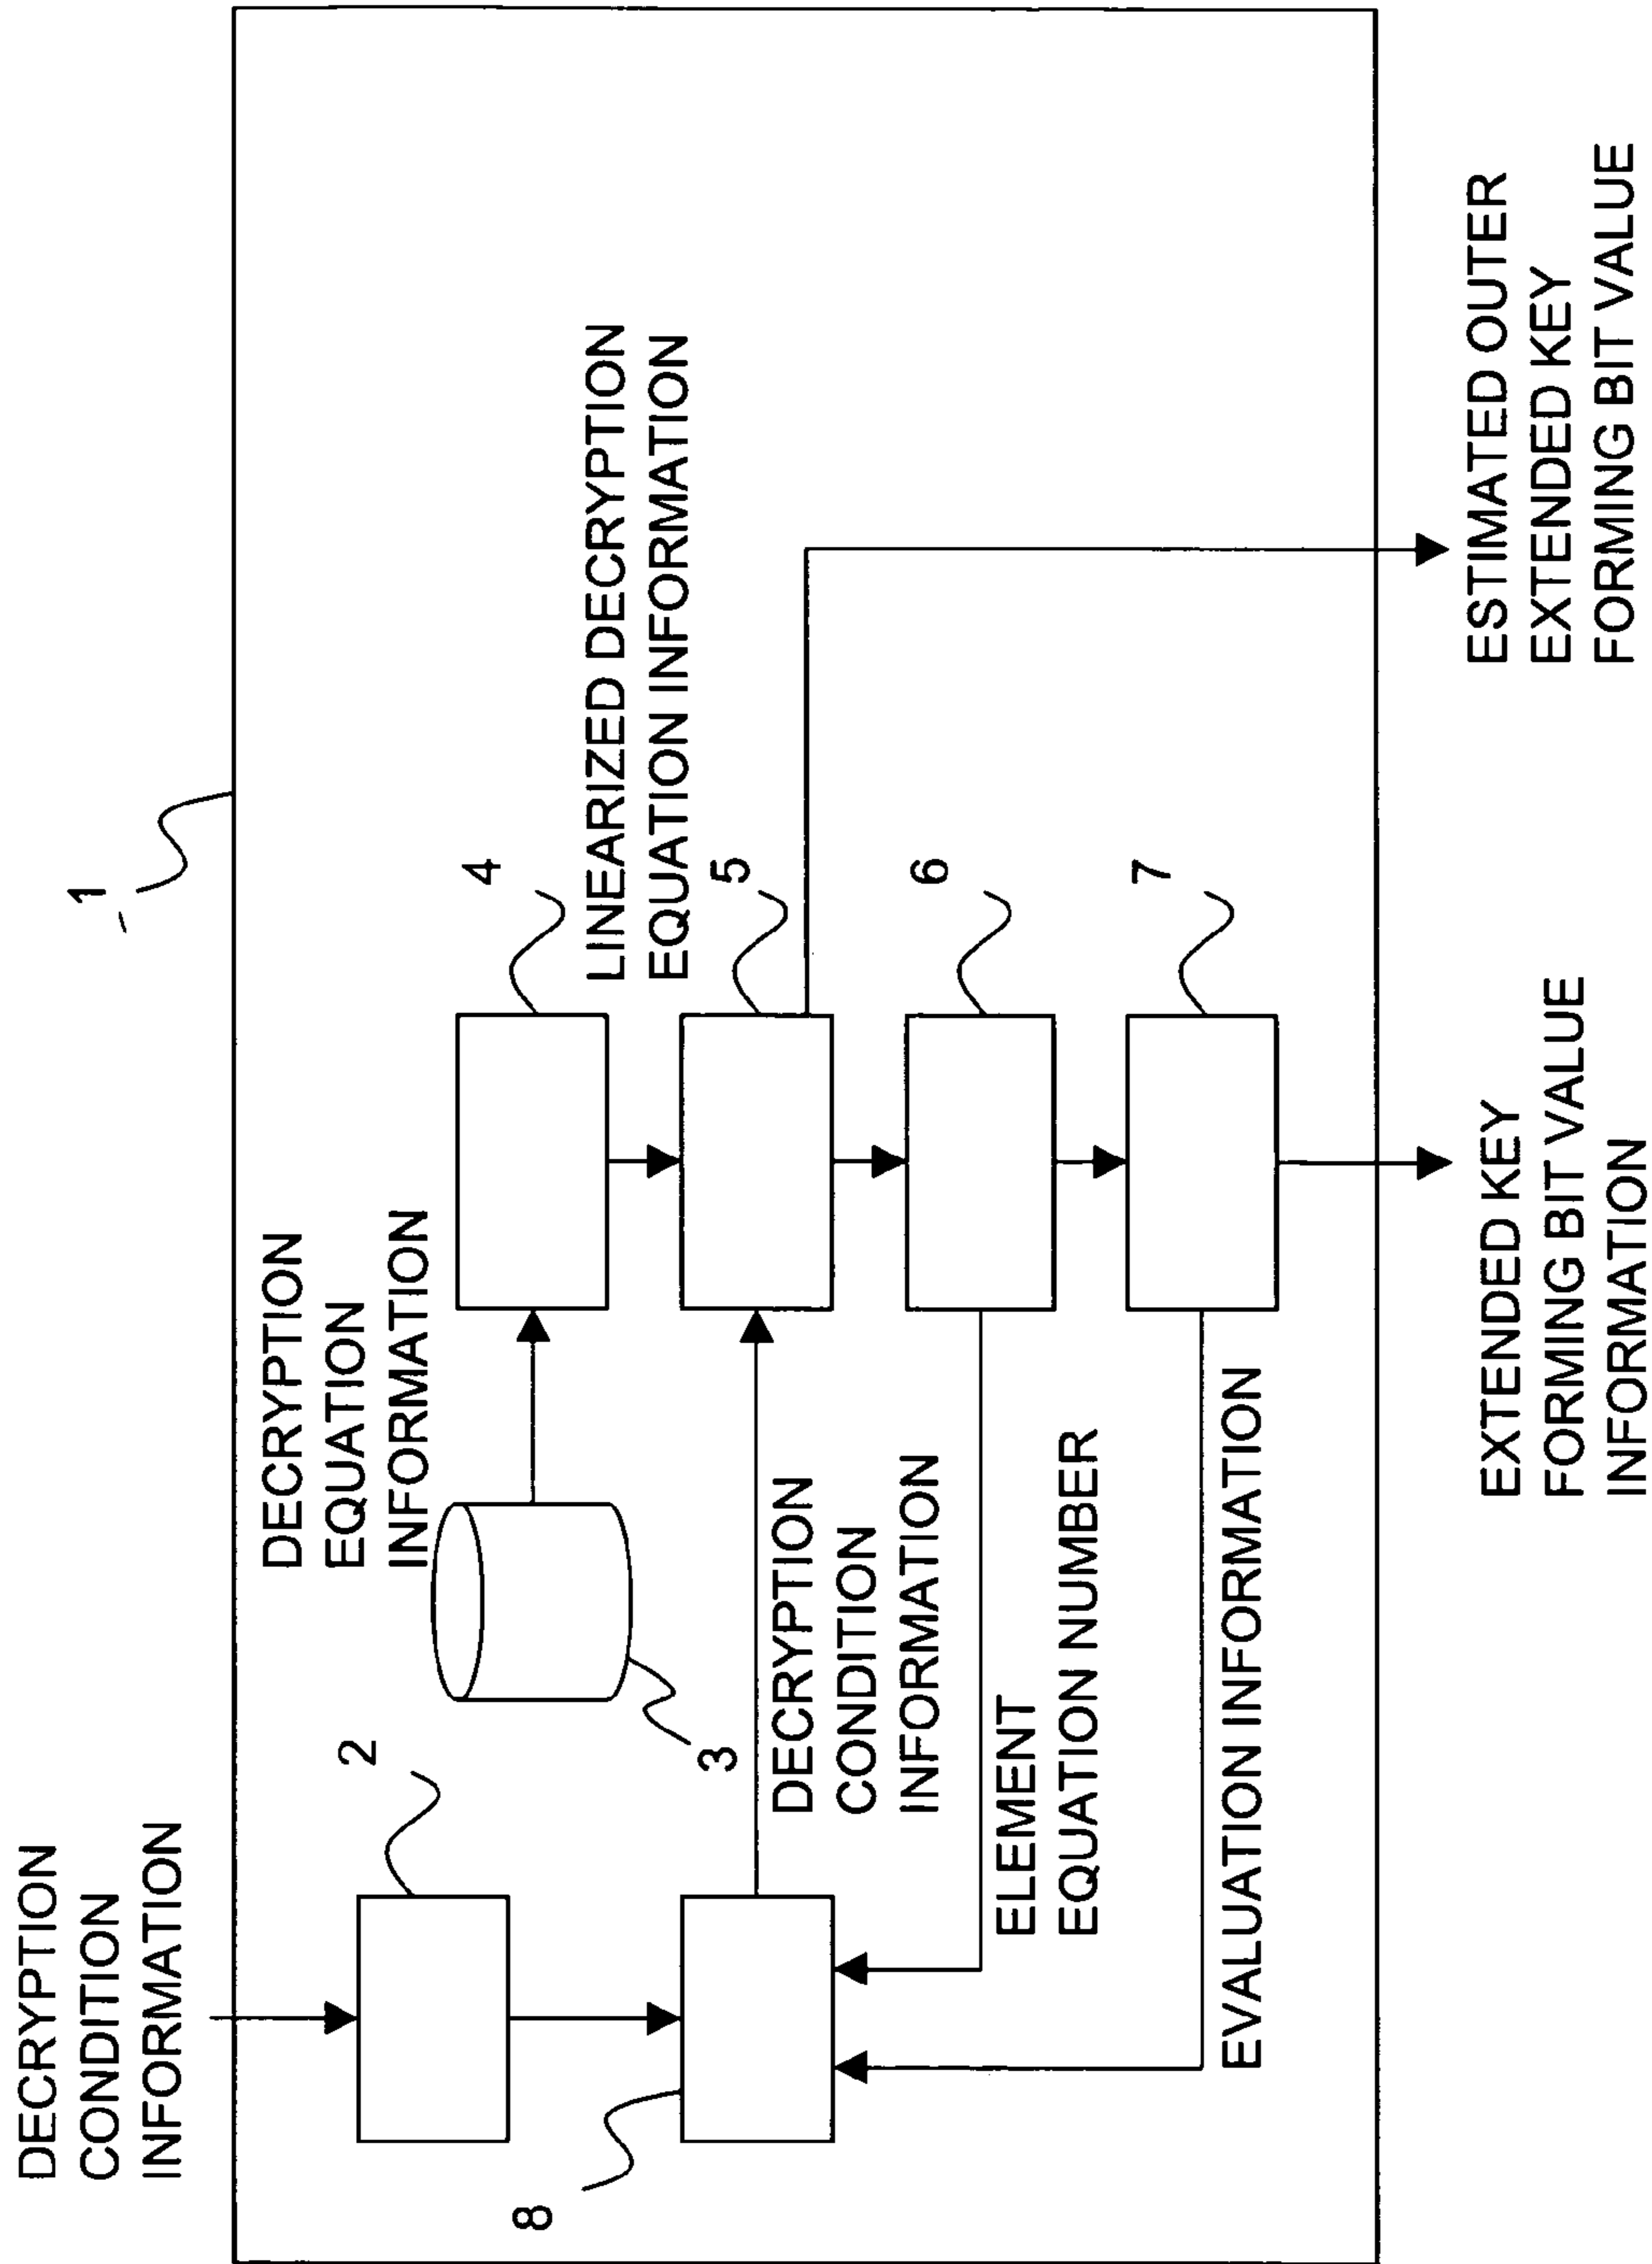 DECRYPTION
CONDITION
INFORMATION
1
2
DECRYPTION
EQUATION
INFORMATION
3
4
LINEARIZED DECRYPTION
EQUATION INFORMATION
8
DECRYPTION
CONDITION
INFORMATION
5
ELEMENT
EQUATION NUMBER
6
EVALUATION INFORMATION
7
EXTENDED KEY
FORMING BIT VALUE
INFORMATION
ESTIMATED OUTER
EXTENDED KEY
FORMING BIT VALUE